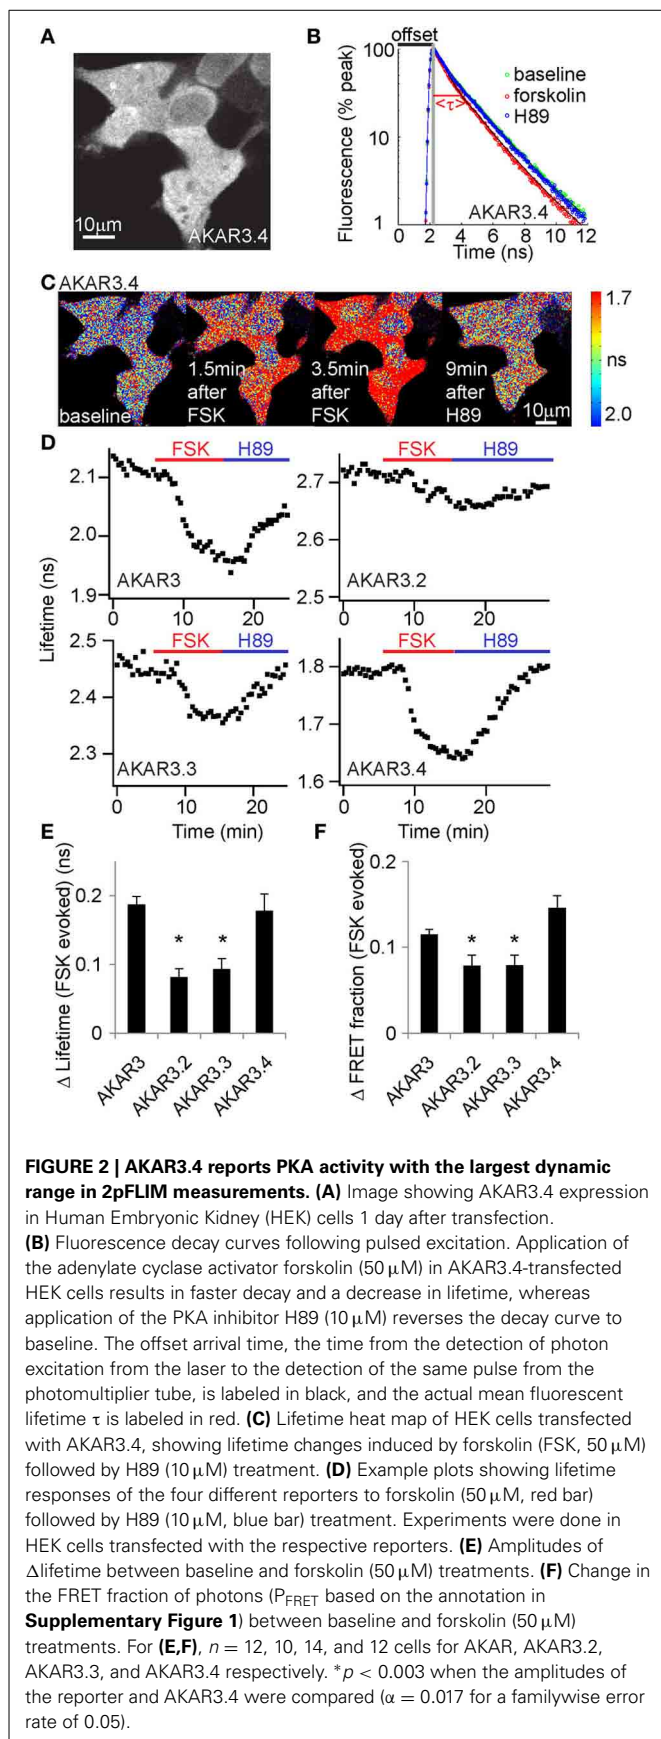 A
AKAR3.4
10μm
B
offset
Fluorescence (% peak)
100
10
1
<τ>
baseline
forskolin
H89
AKAR3.4
0 2 4 6 8 10 12
Time (ns)
C
AKAR3.4
baseline
1.5min
after
FSK
3.5min
after
FSK
9min
after
H89
10μm
1.7
ns
2.0
D
Lifetime (ns)
FSK H89
2.1
2.0
1.9
AKAR3
0 10 20
FSK H89
2.7
2.6
2.5
AKAR3.2
0 10 20
FSK H89
2.5
2.4
2.3
AKAR3.3
0 10 20
Time (min)
FSK H89
1.8
1.7
1.6
AKAR3.4
0 10 20
Time (min)
E
Δ Lifetime (FSK evoked) (ns)
0.2
0.1
0
* *
AKAR3
AKAR3.2
AKAR3.3
AKAR3.4
F
Δ FRET fraction (FSK evoked)
0.2
0.1
0
* *
AKAR3
AKAR3.2
AKAR3.3
AKAR3.4
FIGURE 2 | AKAR3.4 reports PKA activity with the largest dynamic
range in 2pFLIM measurements. (A) Image showing AKAR3.4 expression
in Human Embryonic Kidney (HEK) cells 1 day after transfection.
(B) Fluorescence decay curves following pulsed excitation. Application of
the adenylate cyclase activator forskolin (50 μM) in AKAR3.4-transfected
HEK cells results in faster decay and a decrease in lifetime, whereas
application of the PKA inhibitor H89 (10 μM) reverses the decay curve to
baseline. The offset arrival time, the time from the detection of photon
excitation from the laser to the detection of the same pulse from the
photomultiplier tube, is labeled in black, and the actual mean fluorescent
lifetime τ is labeled in red. (C) Lifetime heat map of HEK cells transfected
with AKAR3.4, showing lifetime changes induced by forskolin (FSK, 50 μM)
followed by H89 (10 μM) treatment. (D) Example plots showing lifetime
responses of the four different reporters to forskolin (50 μM, red bar)
followed by H89 (10 μM, blue bar) treatment. Experiments were done in
HEK cells transfected with the respective reporters. (E) Amplitudes of
Δlifetime between baseline and forskolin (50 μM) treatments. (F) Change in
the FRET fraction of photons (PFRET based on the annotation in
Supplementary Figure 1) between baseline and forskolin (50 μM)
treatments. For (E,F), n = 12, 10, 14, and 12 cells for AKAR, AKAR3.2,
AKAR3.3, and AKAR3.4 respectively. *p < 0.003 when the amplitudes of
the reporter and AKAR3.4 were compared (α = 0.017 for a familywise error
rate of 0.05).